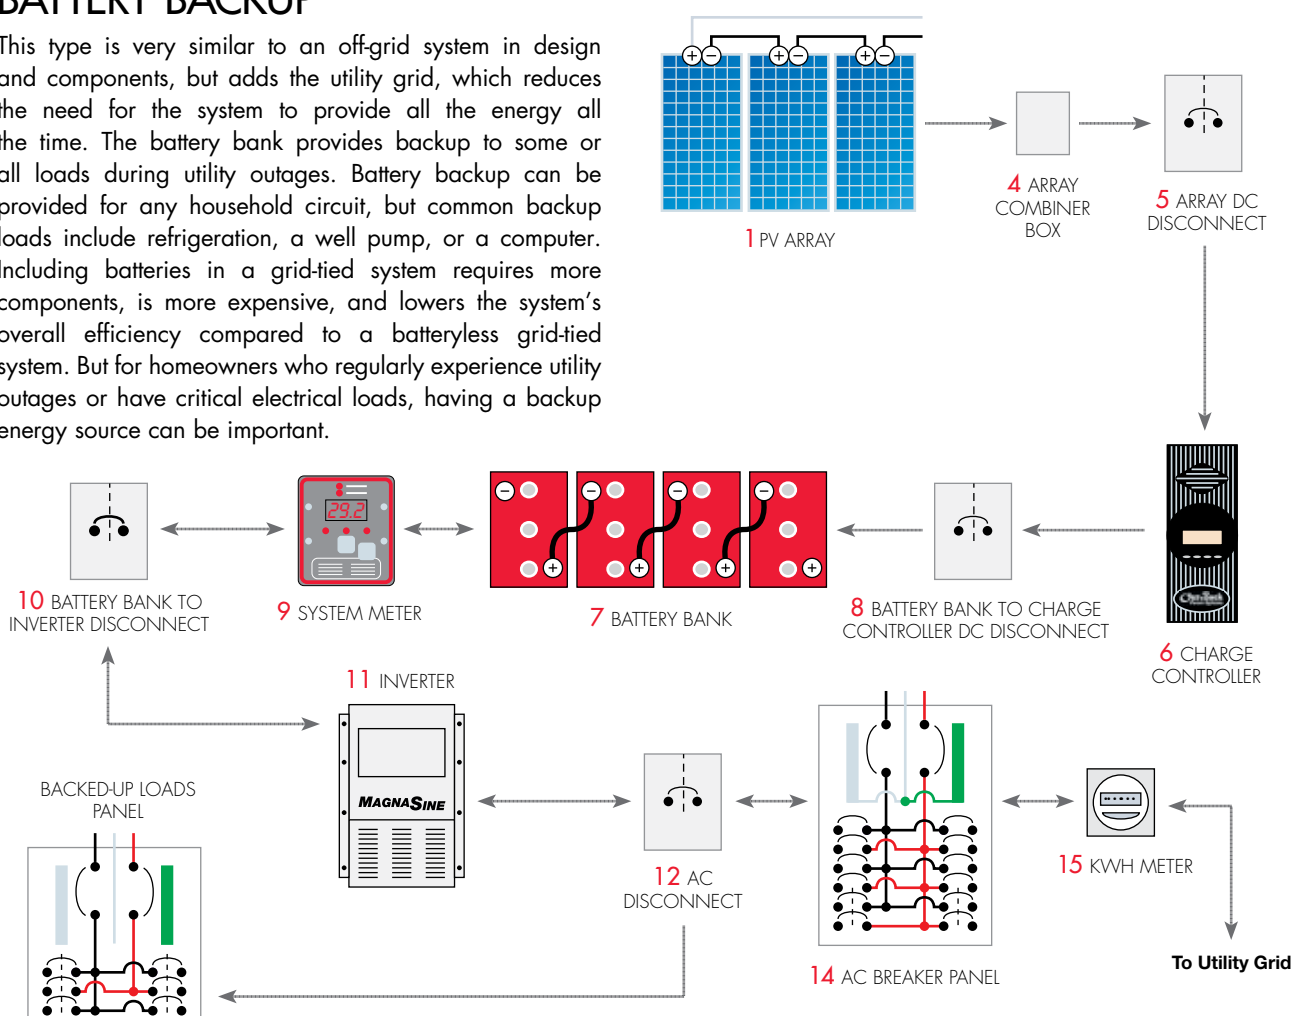 BATTERY BACKUP
This type is very similar to an off-grid system in design
and components, but adds the utility grid, which reduces
the need for the system to provide all the energy all
the time. The battery bank provides backup to some or
all loads during utility outages. Battery backup can be
provided for any household circuit, but common backup
loads include refrigeration, a well pump, or a computer.
Including batteries in a grid-tied system requires more
components, is more expensive, and lowers the system’s
overall efficiency compared to a batteryless grid-tied
system. But for homeowners who regularly experience utility
outages or have critical electrical loads, having a backup
energy source can be important.
+ − + − + −
1 PV ARRAY
4 ARRAY
COMBINER
BOX
5 ARRAY DC
DISCONNECT
10 BATTERY BANK TO
INVERTER DISCONNECT
29.2
9 SYSTEM METER
− − − −
+ + + +
7 BATTERY BANK
8 BATTERY BANK TO CHARGE
CONTROLLER DC DISCONNECT
6 CHARGE
CONTROLLER
11 INVERTER
MAGNASINE
BACKED-UP LOADS
PANEL
12 AC
DISCONNECT
14 AC BREAKER PANEL
15 KWH METER
To Utility Grid